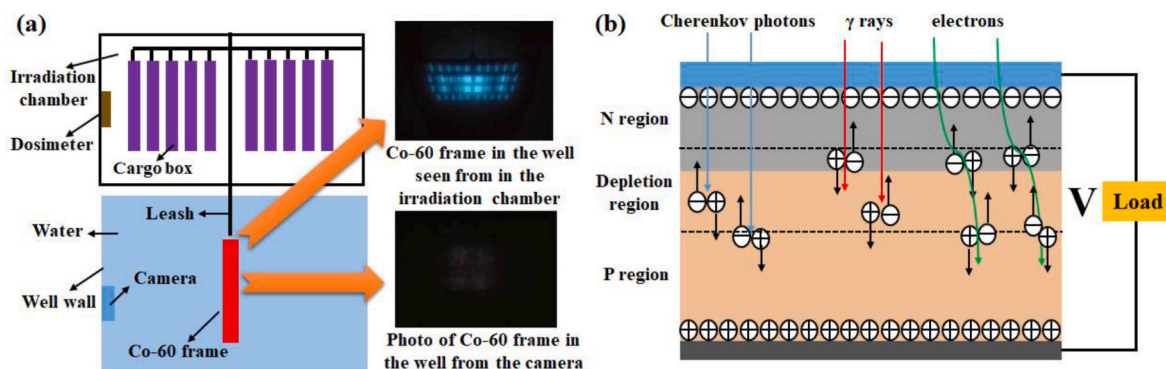 (a)
Irradiation
chamber
Dosimeter
Cargo box
Leash
Water
Camera
Well wall
Co-60 frame
Co-60 frame in the well
seen from in the
irradiation chamber
Photo of Co-60 frame in
the well from the camera
(b)
Cherenkov photons
γ rays
electrons
N region
Depletion
region
P region
V
Load